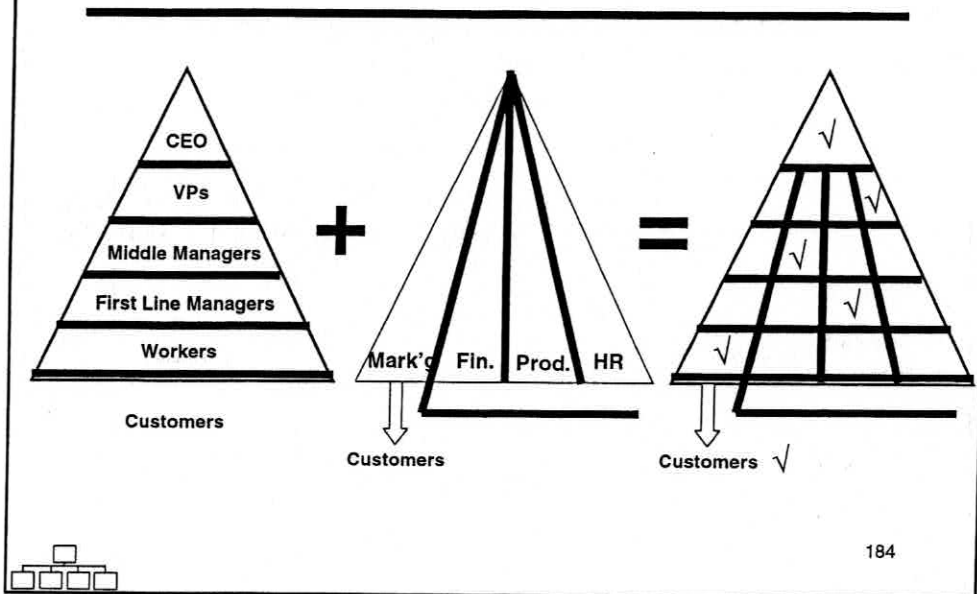 CEO
VPs
Middle Managers
First Line Managers
Workers
Customers
+
Mark'g Fin. Prod. HR
Customers
=
√
√
√
√
√
Customers √
184